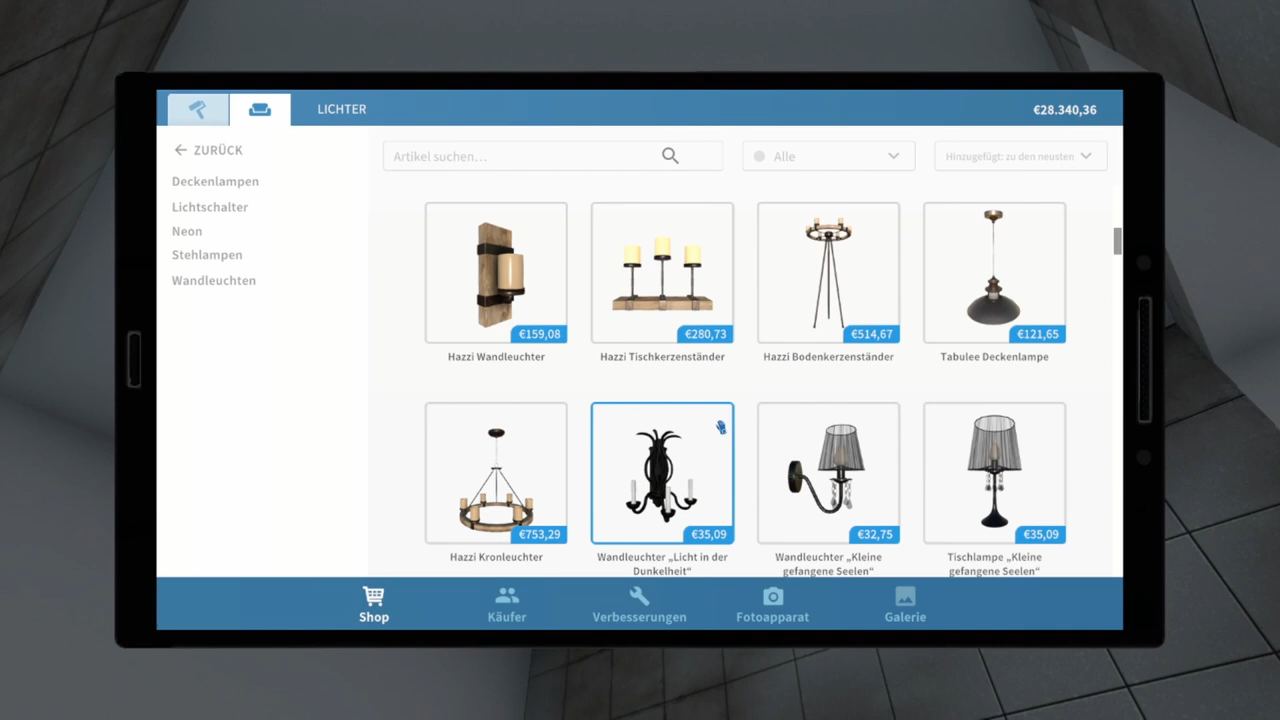 LICHTER
€28.340,36
ZURÜCK
Artikel suchen...
Alle
Hinzugefügt: zu den neusten
Deckenlampen
Lichtschalter
Neon
Stehlampen
Wandleuchten
€159,08
€280,73
€514,67
€121,65
Hazzi Wandleuchter
Hazzi Tischkerzenständer
Hazzi Bodenkerzenständer
Tabulee Deckenlampe
€753,29
€35,09
€32,75
€35,09
Hazzi Kronleuchter
Wandleuchter „Licht in der
Dunkelheit“
Wandleuchter „Kleine
gefangene Seelen“
Tischlampe „Kleine
gefangene Seelen“
Shop
Käufer
Verbesserungen
Fotoapparat
Galerie